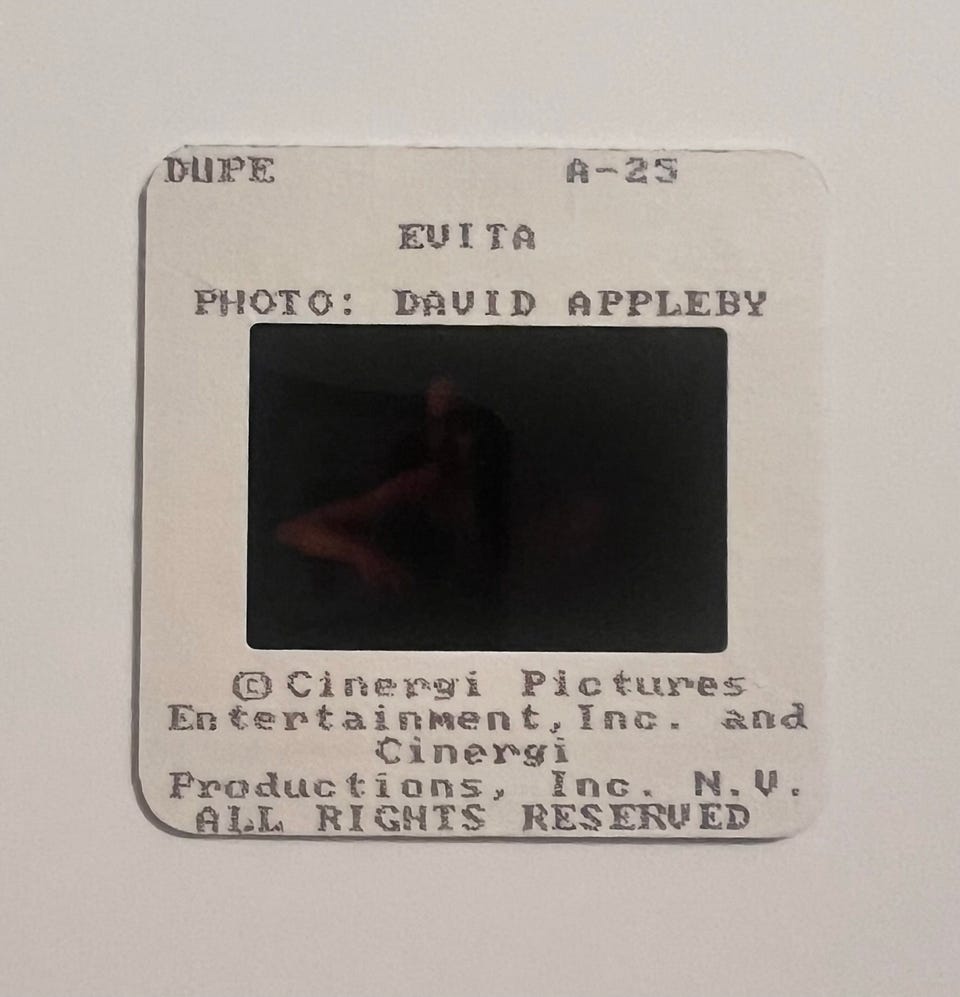 DUPE A-25
EVITA
PHOTO: DAVID APPLEBY
© Cinergi Pictures
Entertainment,Inc. and
Cinergi
Productions, Inc. N.V.
ALL RIGHTS RESERVED